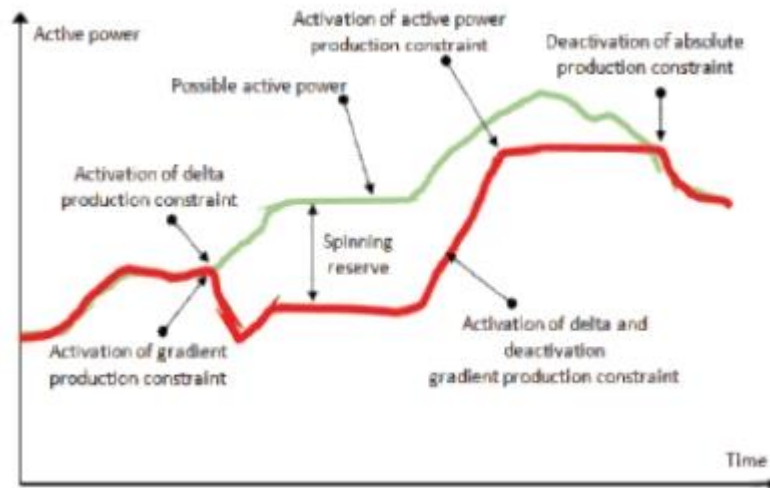 Active power
Activation of active power
production constraint
Deactivation of absolute
production constraint
Possible active power
Activation of delta
production constraint
Spinning
reserve
Activation of gradient
production constraint
Activation of delta and
deactivation
gradient production constraint
Time